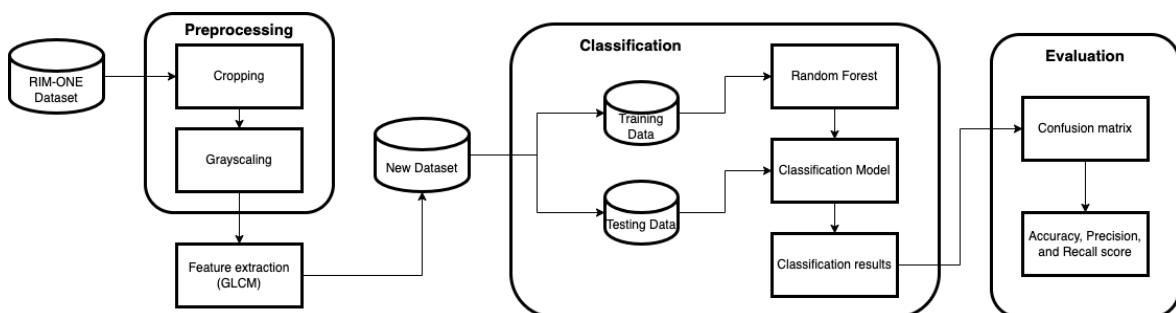 Preprocessing
RIM-ONE
Dataset
Cropping
Grayscaling
Feature extraction
(GLCM)
New Dataset
Classification
Training
Data
Testing Data
Random Forest
Classification Model
Classification results
Evaluation
Confusion matrix
Accuracy, Precision,
and Recall score